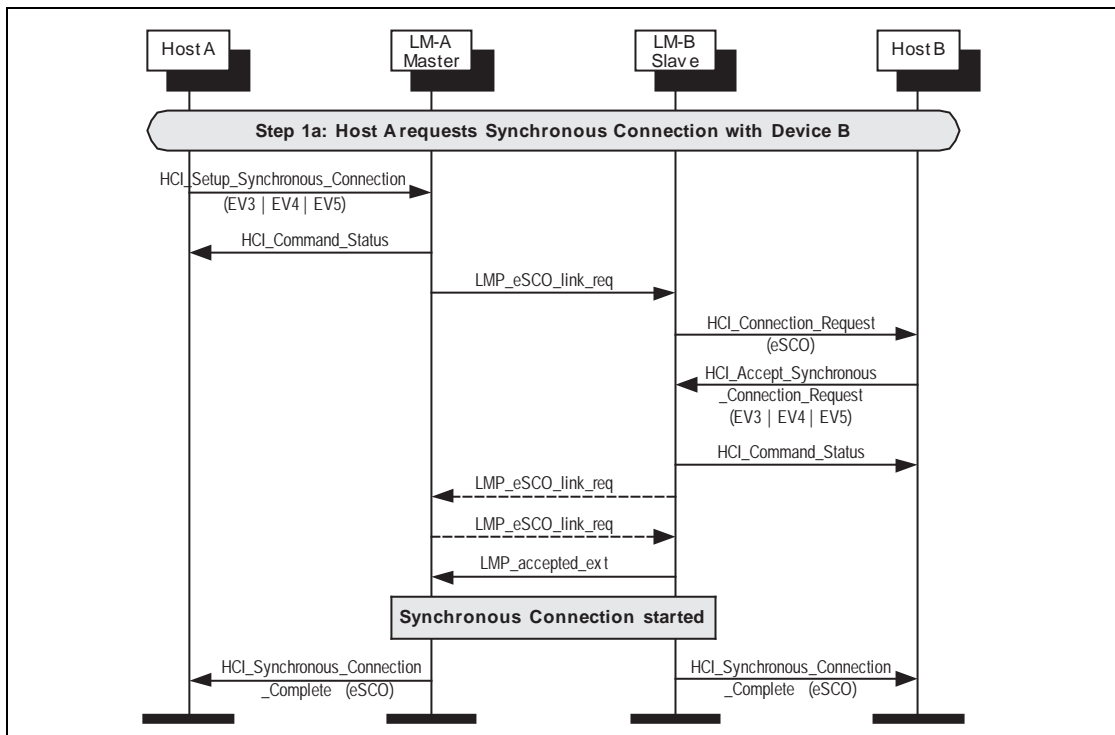 Host A
LM-A
Master
LM-B
Slave
Host B
Step 1a: Host A requests Synchronous Connection with Device B
HCI_Setup_Synchronous_Connection
(EV3 | EV4 | EV5)
HCI_Command_Status
LMP_eSCO_link_req
HCI_Connection_Request
(eSCO)
HCI_Accept_Synchronous
_Connection_Request
(EV3 | EV4 | EV5)
HCI_Command_Status
LMP_eSCO_link_req
LMP_eSCO_link_req
LMP_accepted_ext
Synchronous Connection started
HCI_Synchronous_Connection
_Complete (eSCO)
HCI_Synchronous_Connection
_Complete (eSCO)